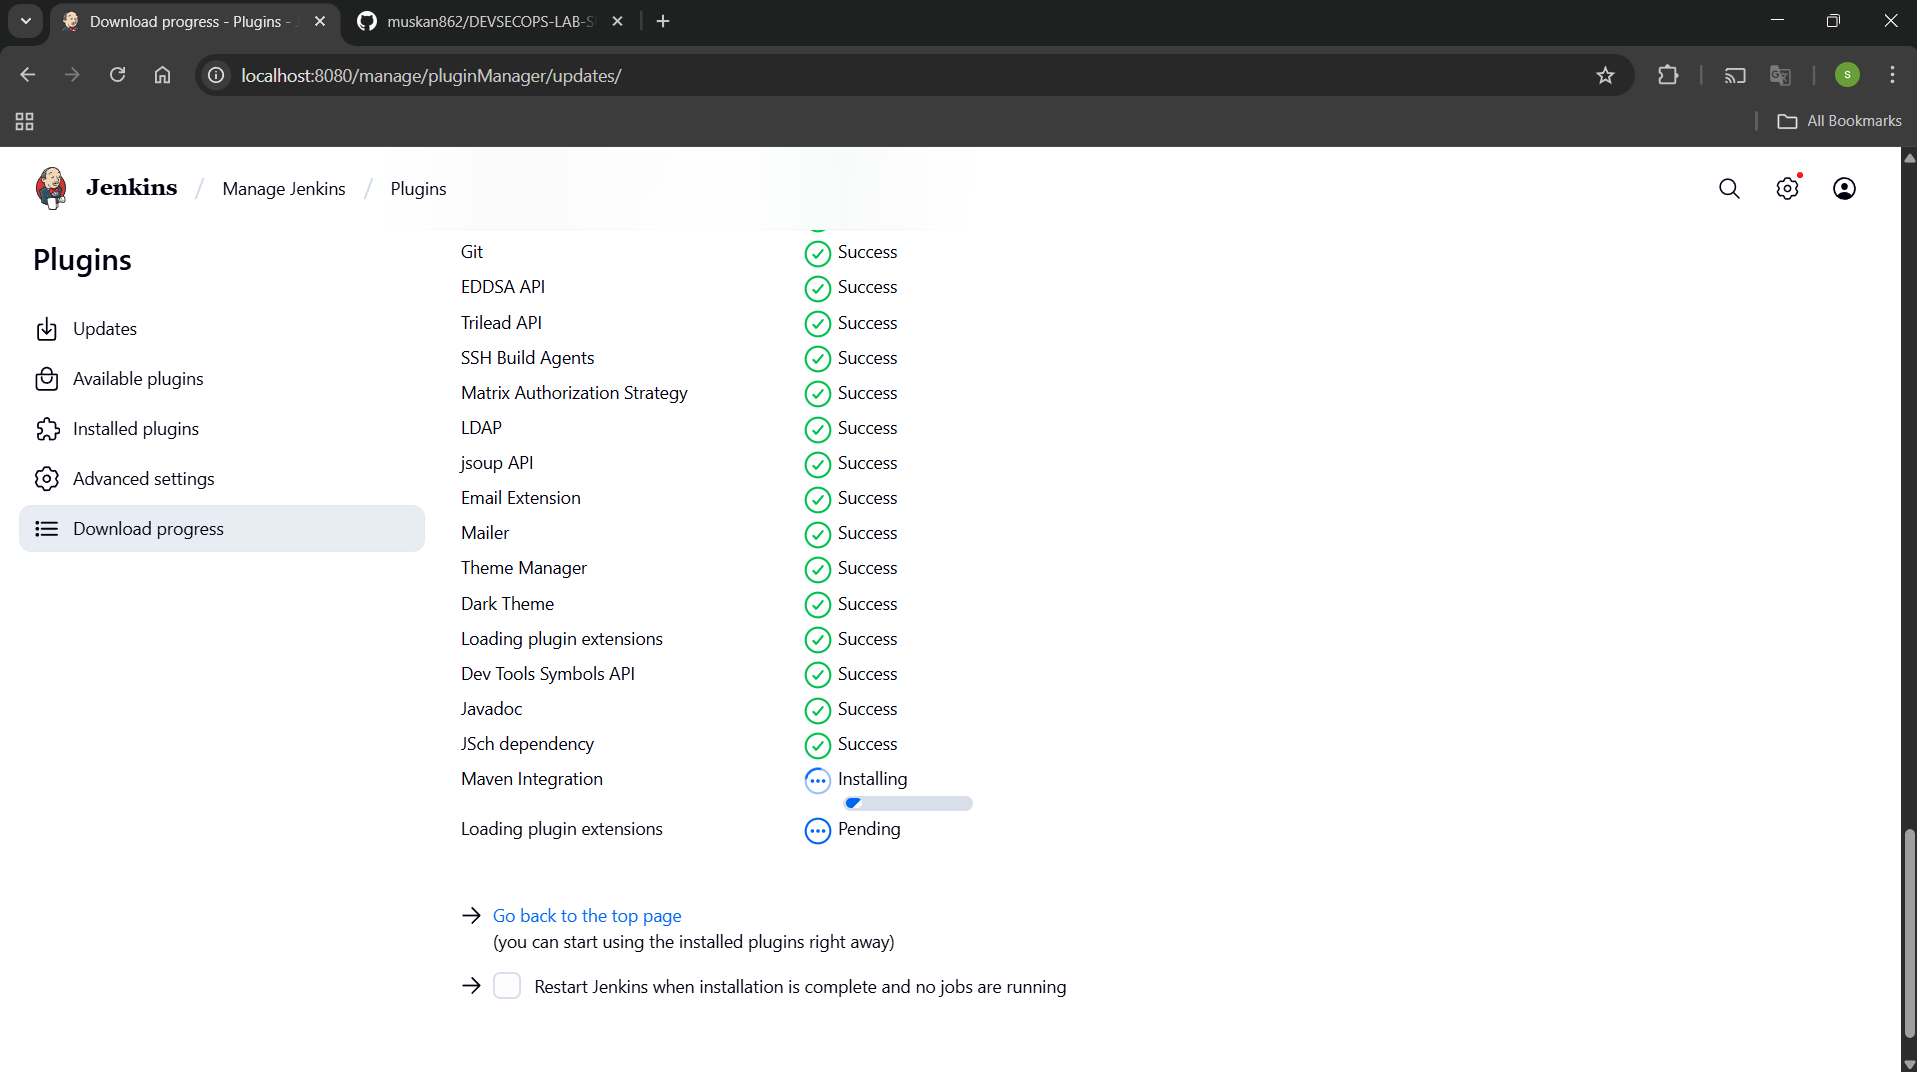 Download progress - Plugins -
muskan862/DEVSECOPS-LAB-S
localhost:8080/manage/pluginManager/updates/
S
All Bookmarks
Jenkins / Manage Jenkins / Plugins
Plugins
Updates
Available plugins
Installed plugins
Advanced settings
Download progress
Git Success
EDDSA API Success
Trilead API Success
SSH Build Agents Success
Matrix Authorization Strategy Success
LDAP Success
jsoup API Success
Email Extension Success
Mailer Success
Theme Manager Success
Dark Theme Success
Loading plugin extensions Success
Dev Tools Symbols API Success
Javadoc Success
JSch dependency Success
Maven Integration Installing
Loading plugin extensions Pending
Go back to the top page
(you can start using the installed plugins right away)
Restart Jenkins when installation is complete and no jobs are running